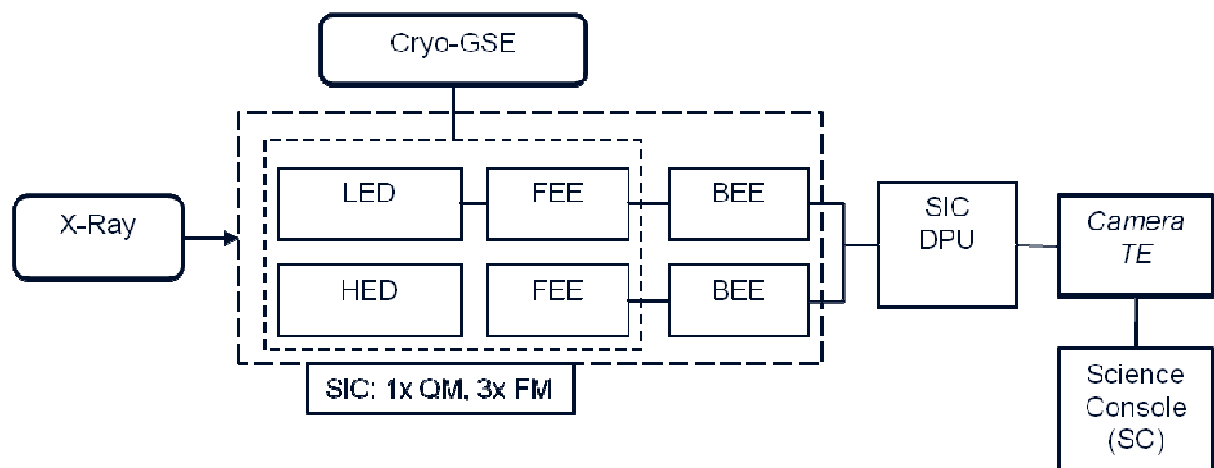 Cryo-GSE
X-Ray
LED
FEE
BEE
HED
FEE
BEE
SIC
DPU
Camera
TE
SIC: 1x QM, 3x FM
Science
Console
(SC)